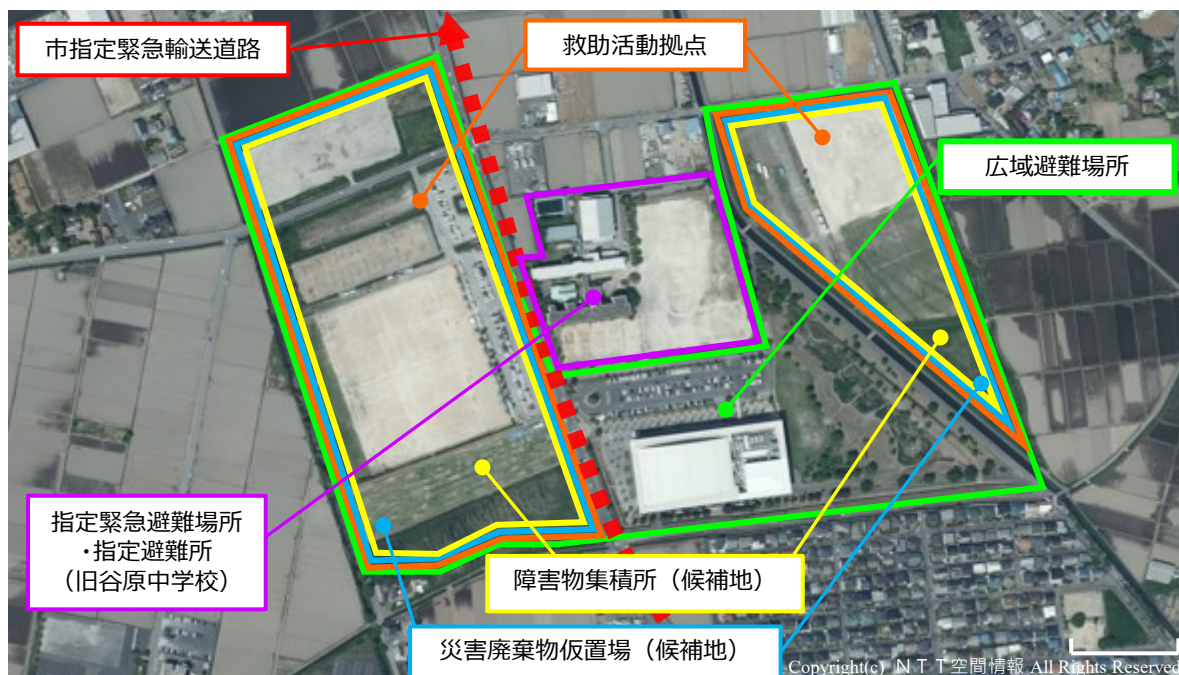 市指定緊急輸送道路
救助活動拠点
広域避難場所
指定緊急避難場所
・指定避難所
（旧谷原中学校）
障害物集積所（候補地）
災害廃棄物仮置場（候補地）
Copyright(c) ＮＴＴ空間情報 All Rights Reserved